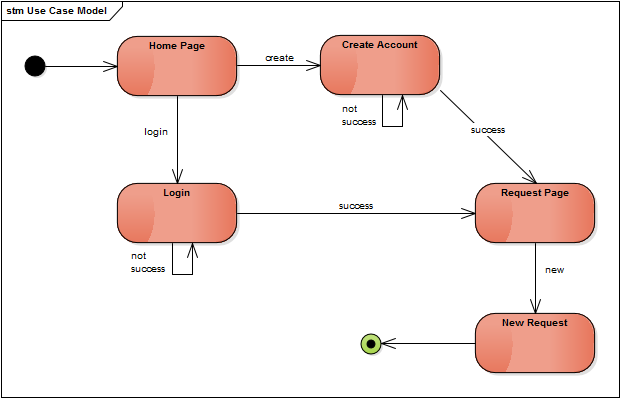 stm Use Case Model
Home Page
create
Create Account
not
success
login
success
Login
success
Request Page
not
success
new
New Request